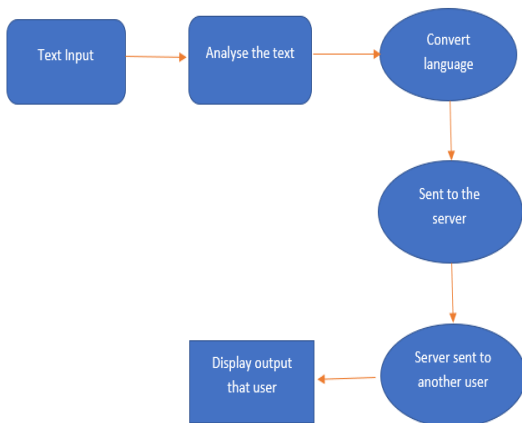 Text Input
Analyse the text
Convert
language
Sent to the
server
Server sent to
another user
Display output
that user